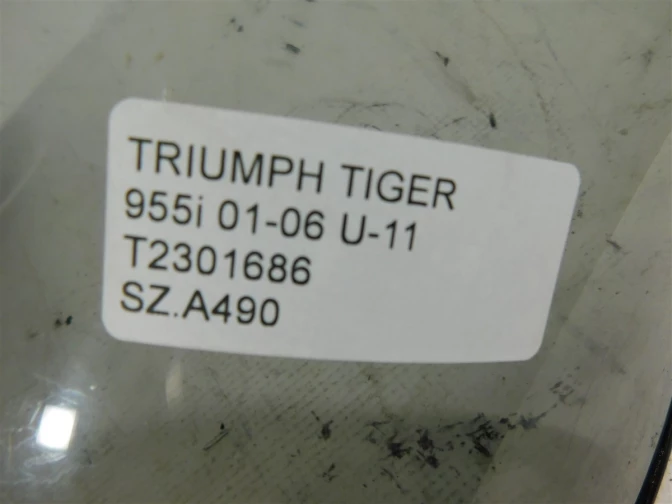 TRIUMPH TIGER
955i 01-06 U-11
T2301686
SZ.A490